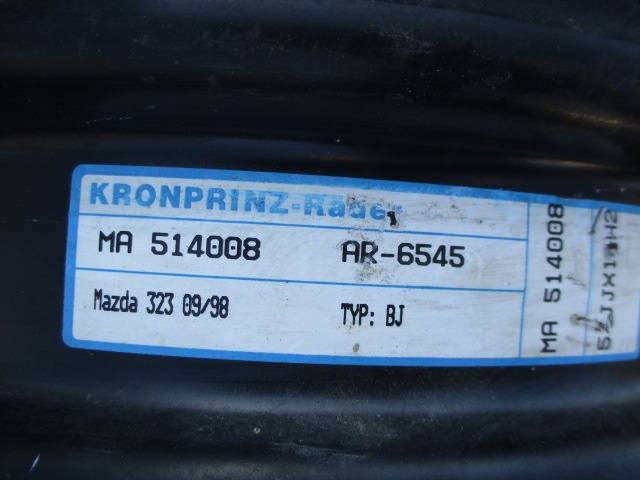 KRONPRINZ-Räder
MA 514008 AR-6545
Mazda 323 09/98 TYP: BJ
MA 514008